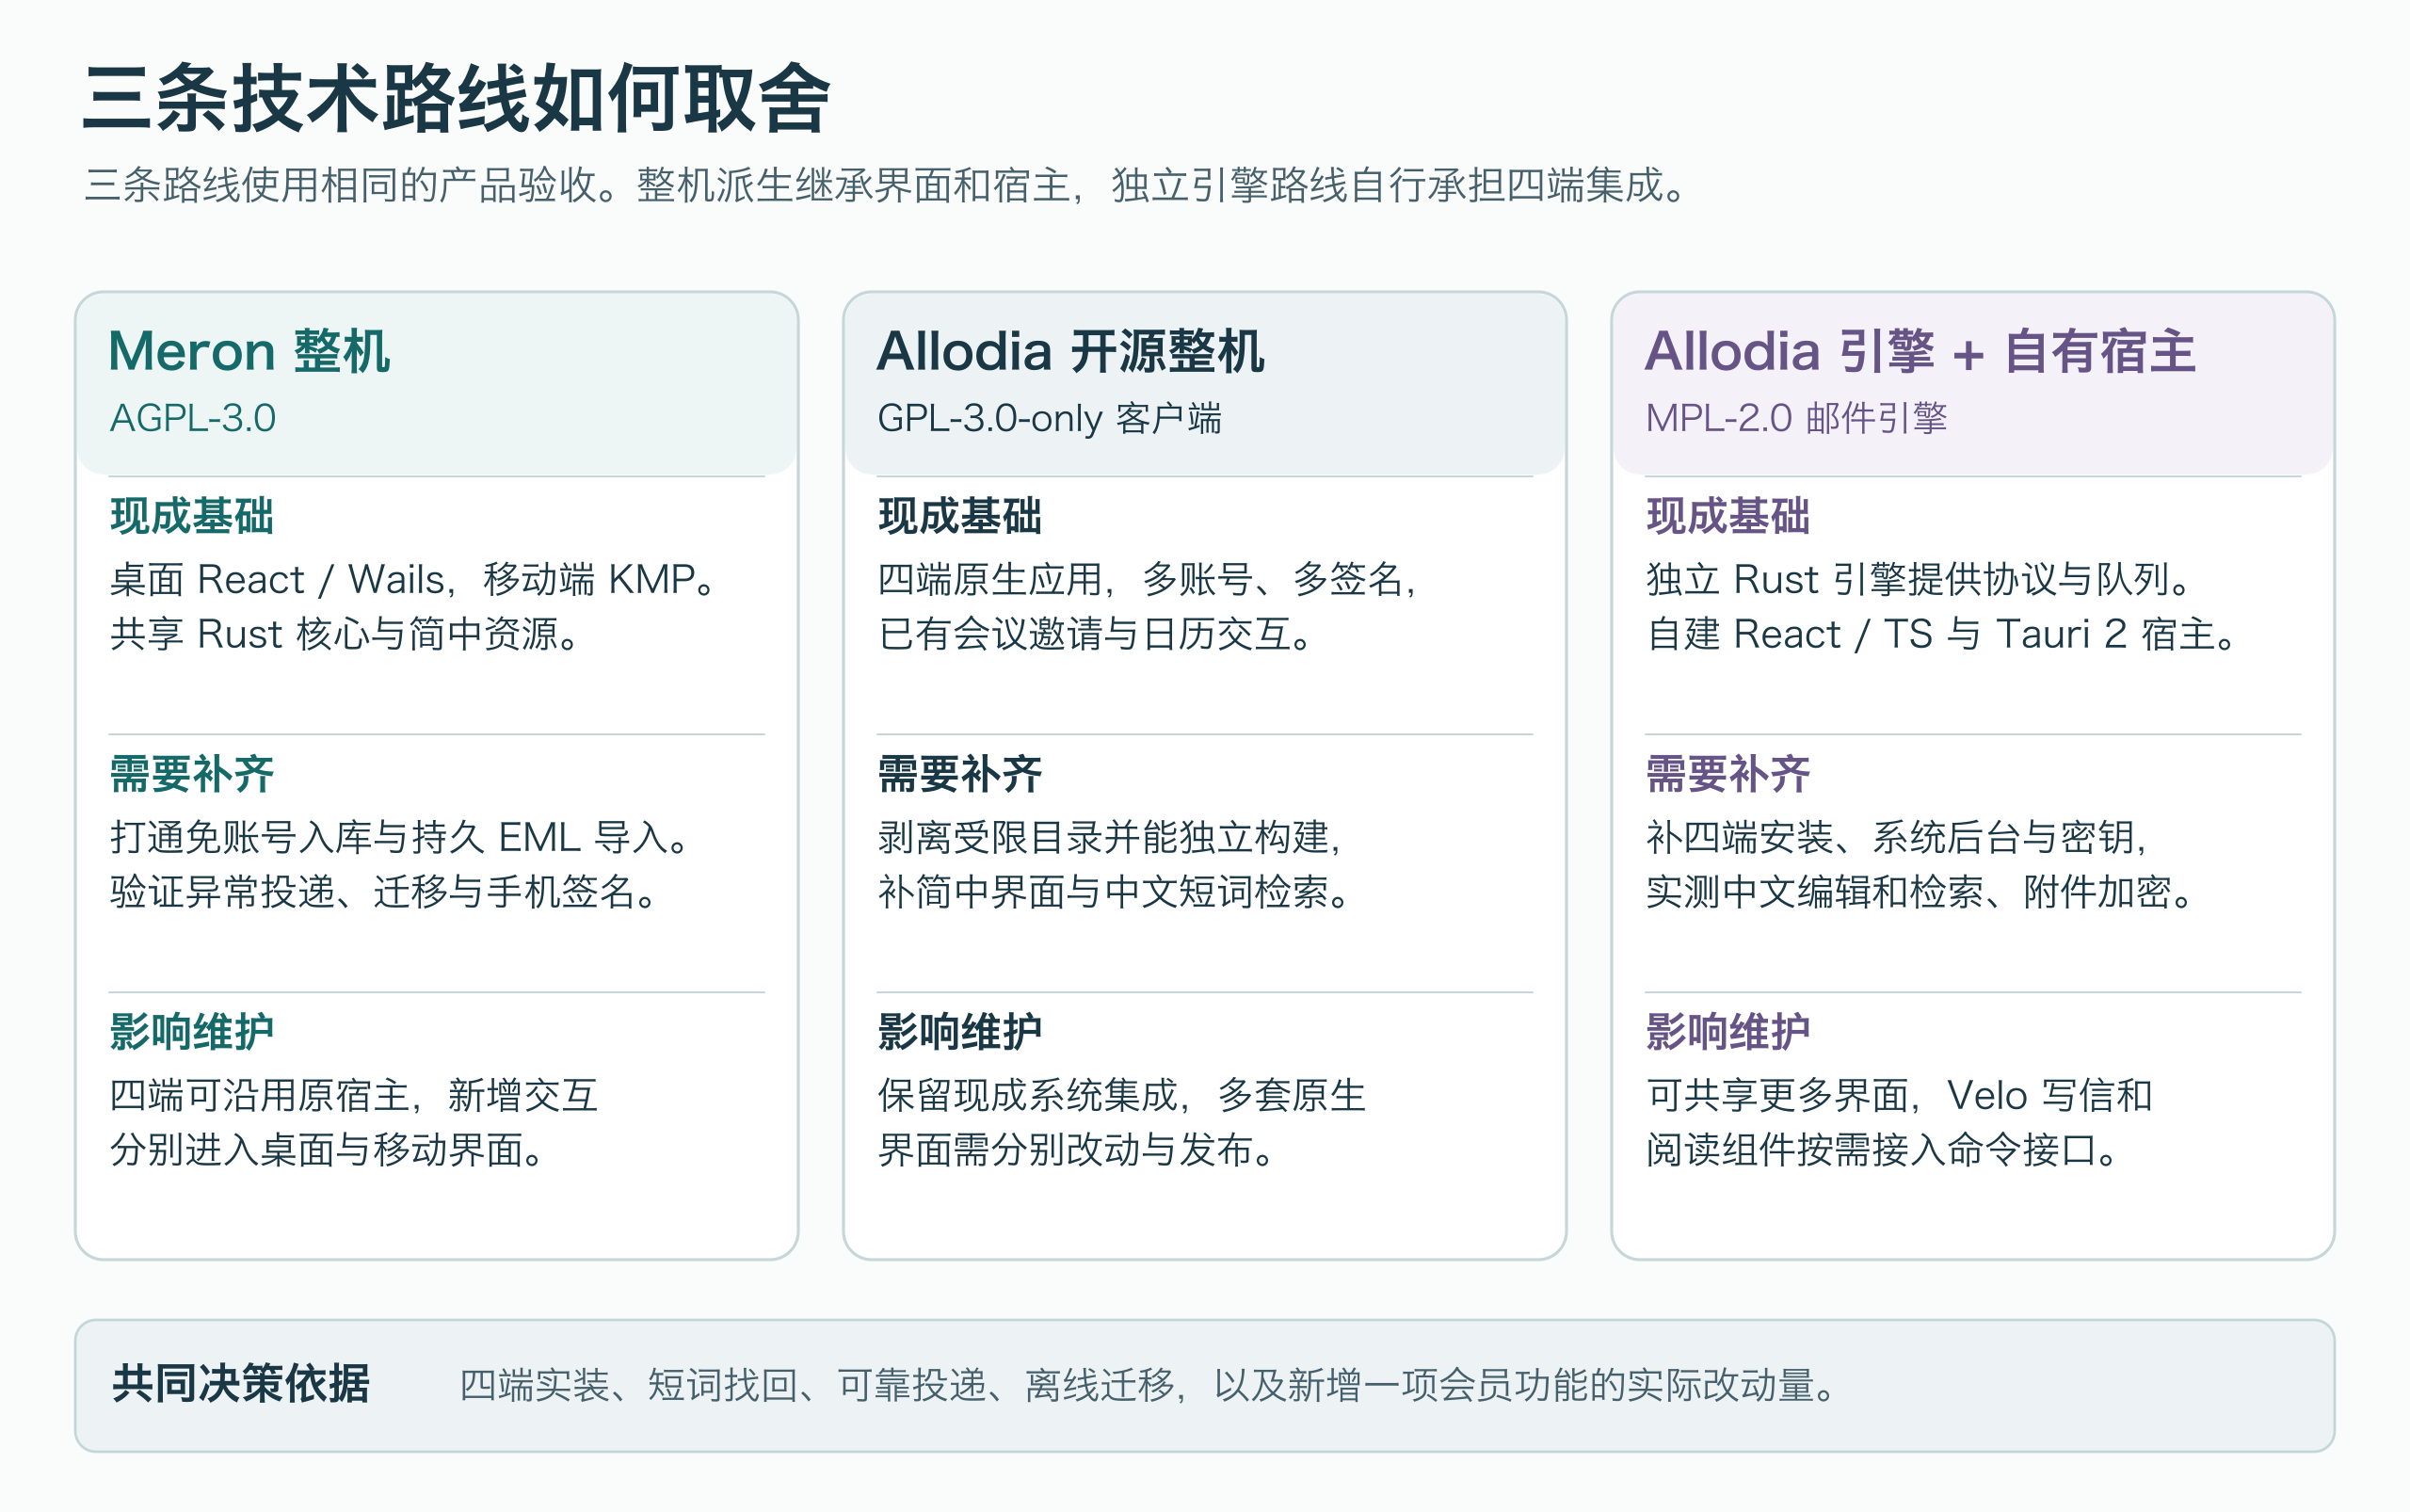 三条技术路线如何取舍
三条路线使用相同的产品验收。整机派生继承界面和宿主，独立引擎路线自行承担四端集成。
Meron 整机
AGPL-3.0
现成基础
桌面 React / Wails，移动端 KMP。
共享 Rust 核心与简中资源。
需要补齐
打通免账号入库与持久 EML 导入。
验证异常投递、迁移与手机签名。
影响维护
四端可沿用原宿主，新增交互
分别进入桌面与移动界面。
Allodia 开源整机
GPL-3.0-only 客户端
现成基础
四端原生应用，多账号、多签名，
已有会议邀请与日历交互。
需要补齐
剥离受限目录并能独立构建，
补简中界面与中文短词检索。
影响维护
保留现成系统集成，多套原生
界面需分别改动与发布。
Allodia 引擎 + 自有宿主
MPL-2.0 邮件引擎
现成基础
独立 Rust 引擎提供协议与队列。
自建 React / TS 与 Tauri 2 宿主。
需要补齐
补四端安装、系统后台与密钥，
实测中文编辑和检索、附件加密。
影响维护
可共享更多界面，Velo 写信和
阅读组件按需接入命令接口。
共同决策依据
四端实装、短词找回、可靠投递、离线迁移，以及新增一项会员功能的实际改动量。